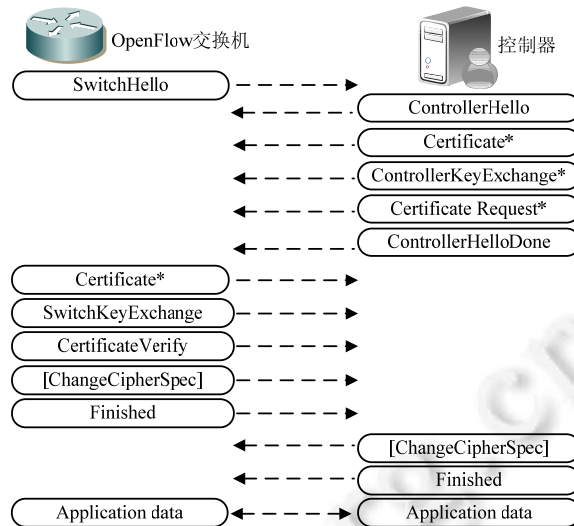 OpenFlow交换机
控制器
SwitchHello
ControllerHello
Certificate*
ControllerKeyExchange*
Certificate Request*
ControllerHelloDone
Certificate*
SwitchKeyExchange
CertificateVerify
[ChangeCipherSpec]
Finished
[ChangeCipherSpec]
Finished
Application data
Application data